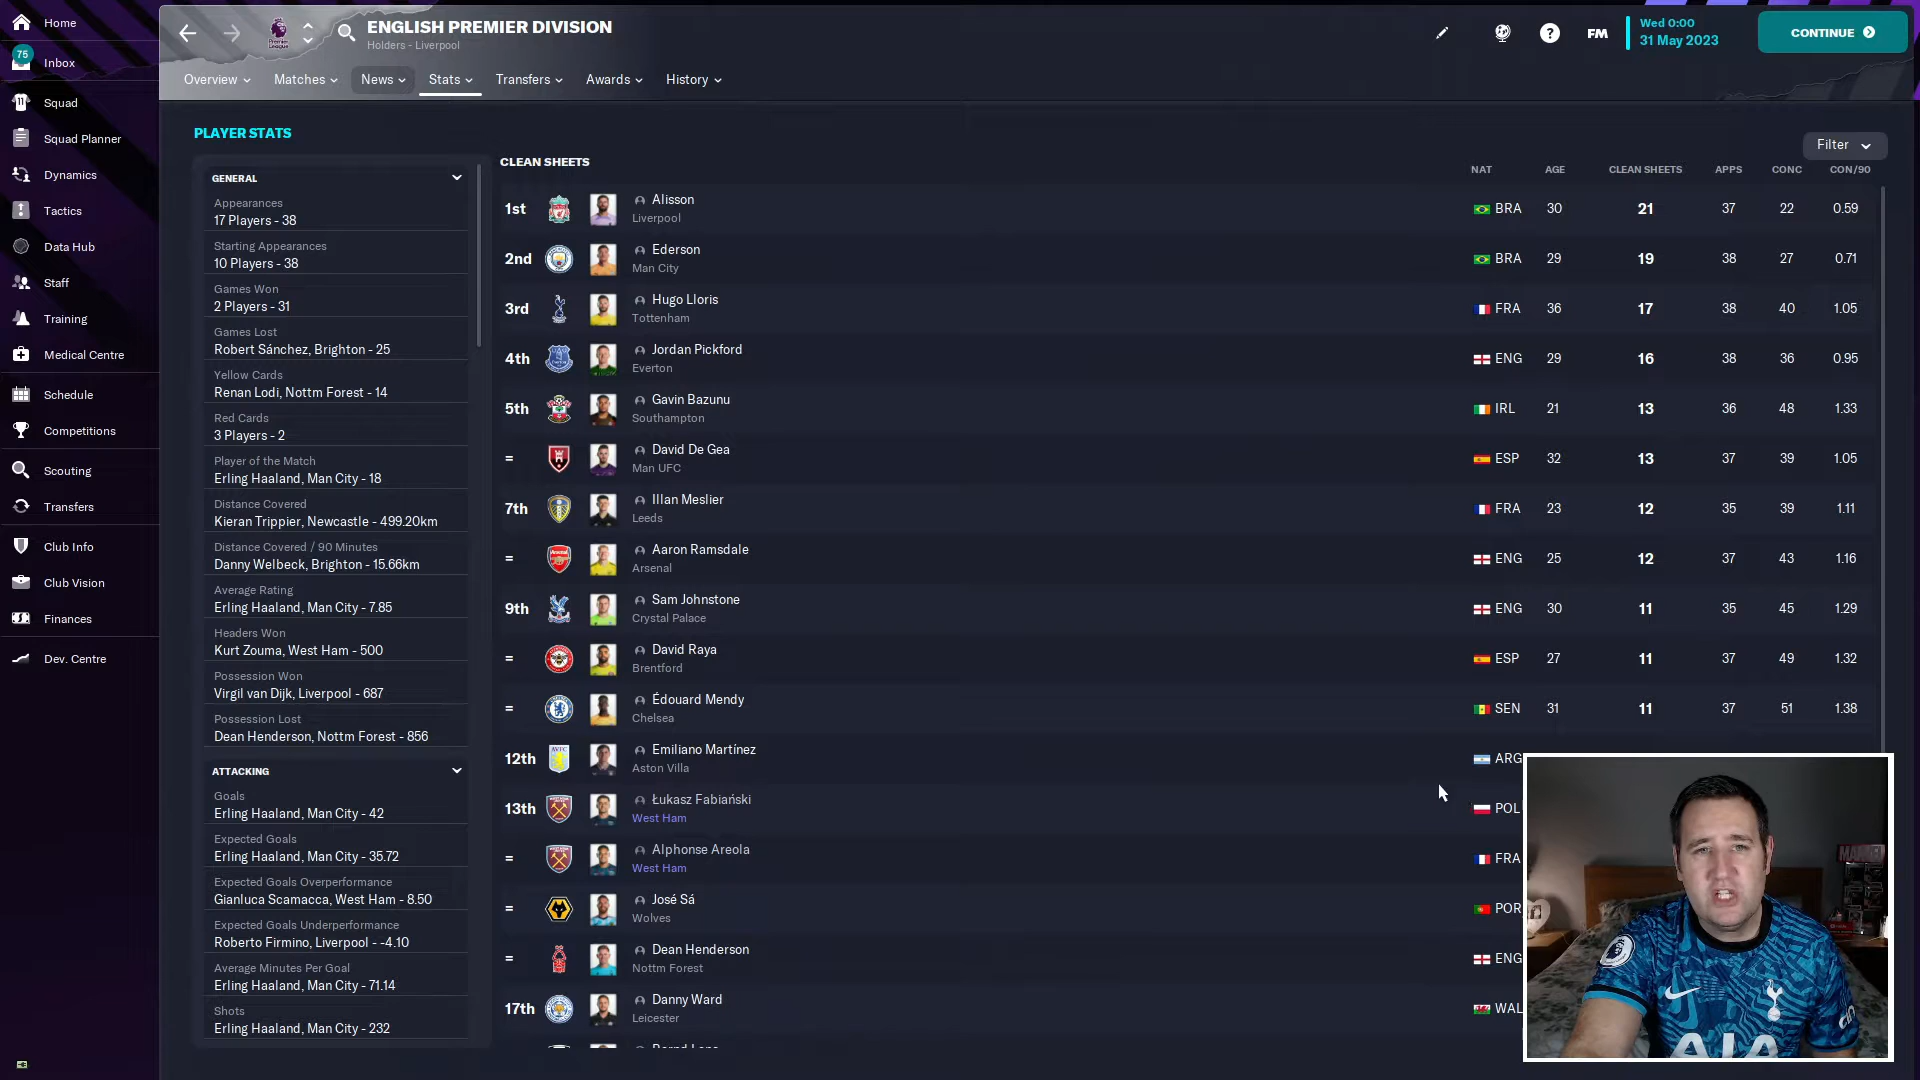 Home
75
Inbox
Squad
Squad Planner
Dynamics
Tactics
Data Hub
Staff
Training
Medical Centre
Schedule
Competitions
Scouting
Transfers
Club Info
Club Vision
Finances
Dev. Centre
ENGLISH PREMIER DIVISION
Holders - Liverpool
FM
Wed 0:00
31 May 2023
CONTINUE
Overview
Matches
News
Stats
Transfers
Awards
History
PLAYER STATS
Filter
GENERAL
Appearances
17 Players - 38
Starting Appearances
10 Players - 38
Games Won
2 Players - 31
Games Lost
Robert Sánchez, Brighton - 25
Yellow Cards
Renan Lodi, Nottm Forest - 14
Red Cards
3 Players - 2
Player of the Match
Erling Haaland, Man City - 18
Distance Covered
Kieran Trippier, Newcastle - 499.20km
Distance Covered / 90 Minutes
Danny Welbeck, Brighton - 15.66km
Average Rating
Erling Haaland, Man City - 7.85
Headers Won
Kurt Zouma, West Ham - 500
Possession Won
Virgil van Dijk, Liverpool - 687
Possession Lost
Dean Henderson, Nottm Forest - 856
ATTACKING
Goals
Erling Haaland, Man City - 42
Expected Goals
Erling Haaland, Man City - 35.72
Expected Goals Overperformance
Gianluca Scamacca, West Ham - 8.50
Expected Goals Underperformance
Roberto Firmino, Liverpool - -4.10
Average Minutes Per Goal
Erling Haaland, Man City - 71.14
Shots
Erling Haaland, Man City - 232
CLEAN SHEETS
NAT AGE CLEAN SHEETS APPS CONC CON/90
1st Alisson BRA 30 21 37 22 0.59
Liverpool
2nd Ederson BRA 29 19 38 27 0.71
Man City
3rd Hugo Lloris FRA 36 17 38 40 1.05
Tottenham
4th Jordan Pickford ENG 29 16 38 36 0.95
Everton
5th Gavin Bazunu IRL 21 13 36 48 1.33
Southampton
= David De Gea ESP 32 13 37 39 1.05
Man UFC
7th Illan Meslier FRA 23 12 35 39 1.11
Leeds
= Aaron Ramsdale ENG 25 12 37 43 1.16
Arsenal
9th Sam Johnstone ENG 30 11 35 45 1.29
Crystal Palace
= David Raya ESP 27 11 37 49 1.32
Brentford
= Édouard Mendy SEN 31 11 37 51 1.38
Chelsea
12th Emiliano Martínez ARG
Aston Villa
13th Łukasz Fabiański POL
West Ham
= Alphonse Areola FRA
West Ham
= José Sá POR
Wolves
= Dean Henderson ENG
Nottm Forest
17th Danny Ward WAL
Leicester
MARVEL
AIA